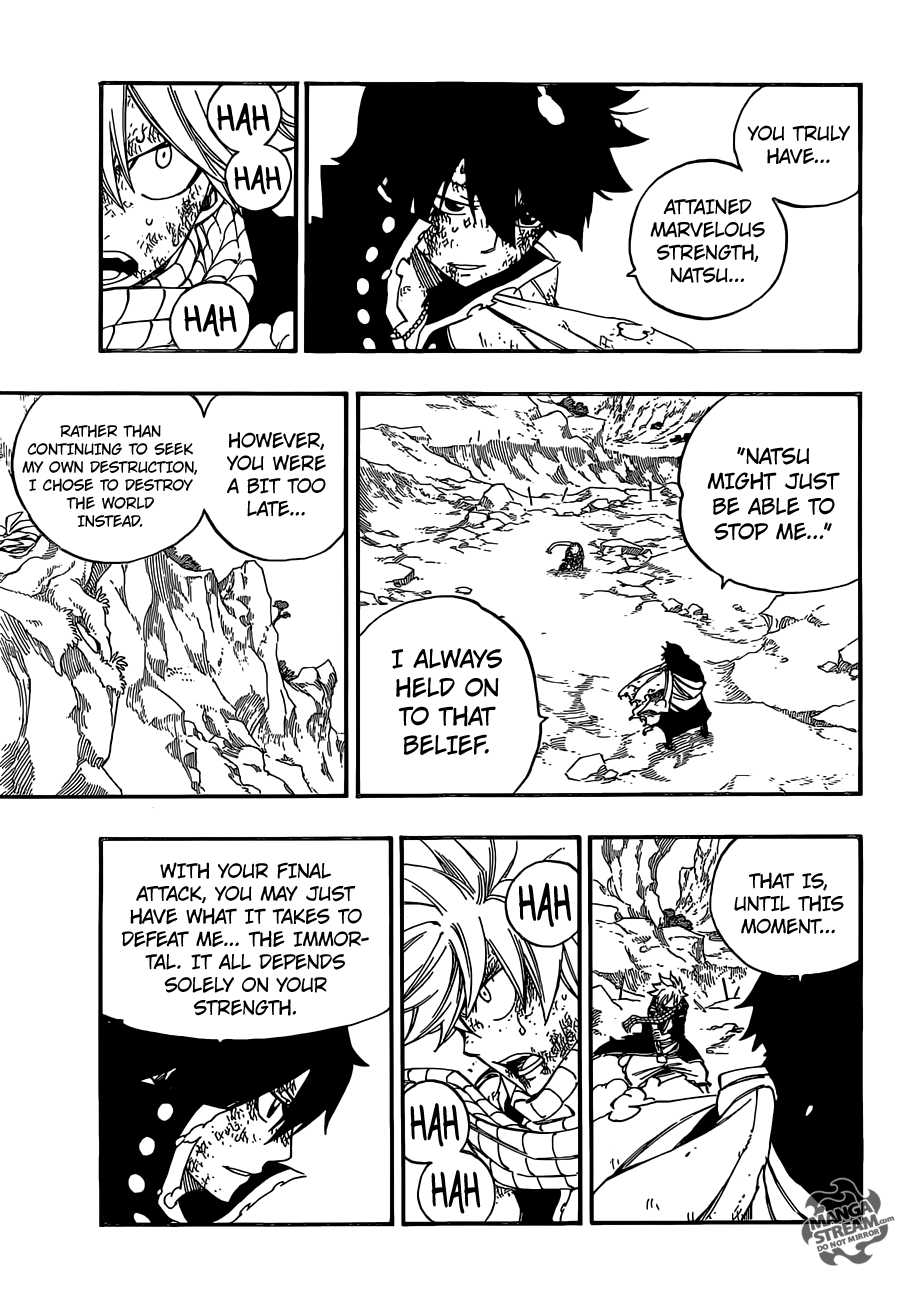 YOU TRULY
HAVE...
ATTAINED
MARVELOUS
STRENGTH,
NATSU...
HAH
HAH
HAH
"NATSU
MIGHT JUST
BE ABLE TO
STOP ME..."
I ALWAYS
HELD ON
TO THAT
BELIEF.
HOWEVER,
YOU WERE
A BIT TOO
LATE...
RATHER THAN
CONTINUING TO SEEK
MY OWN DESTRUCTION,
I CHOSE TO DESTROY
THE WORLD
INSTEAD.
THAT IS,
UNTIL THIS
MOMENT...
HAH
HAH
HAH
WITH YOUR FINAL
ATTACK, YOU MAY JUST
HAVE WHAT IT TAKES TO
DEFEAT ME... THE IMMOR-
TAL. IT ALL DEPENDS
SOLELY ON YOUR
STRENGTH.
MANGA
STREAM.com
DO NOT MIRROR!